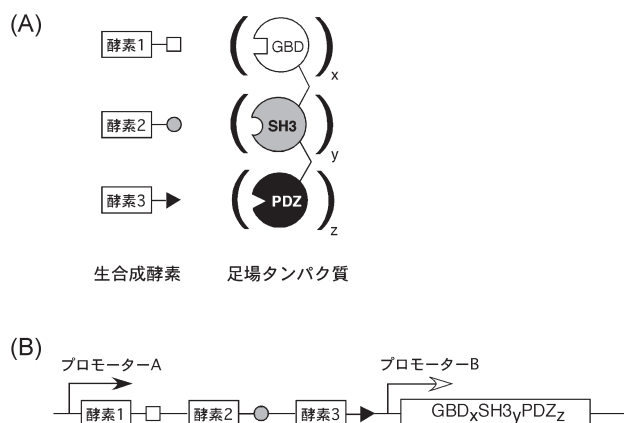 (A)
酵素1
GBD
x
酵素2
SH3
y
酵素3
PDZ
z
生合成酵素
足場タンパク質
(B)
プロモーターA
プロモーターB
酵素1
酵素2
酵素3
GBDxSH3yPDZz